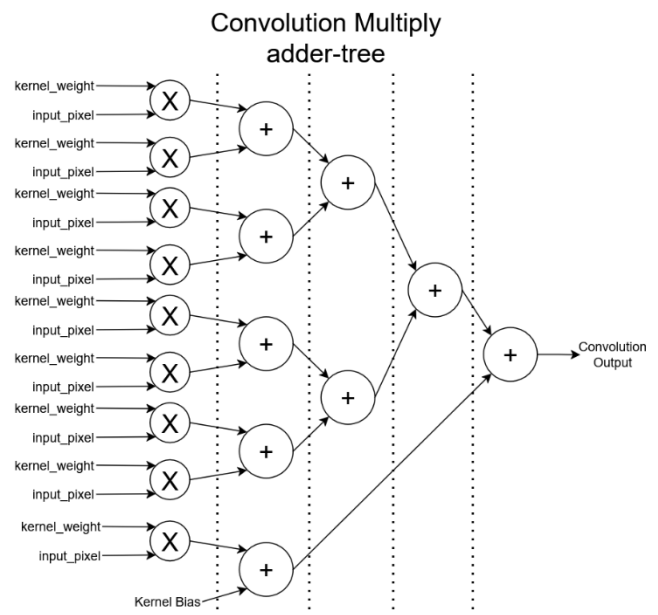 Convolution Multiply
adder-tree
kernel_weight
input_pixel
X
kernel_weight
input_pixel
X
kernel_weight
input_pixel
X
kernel_weight
input_pixel
X
kernel_weight
input_pixel
X
kernel_weight
input_pixel
X
kernel_weight
input_pixel
X
kernel_weight
input_pixel
X
kernel_weight
input_pixel
X
Kernel Bias
+
+
+
+
+
+
+
+
+
Convolution
Output